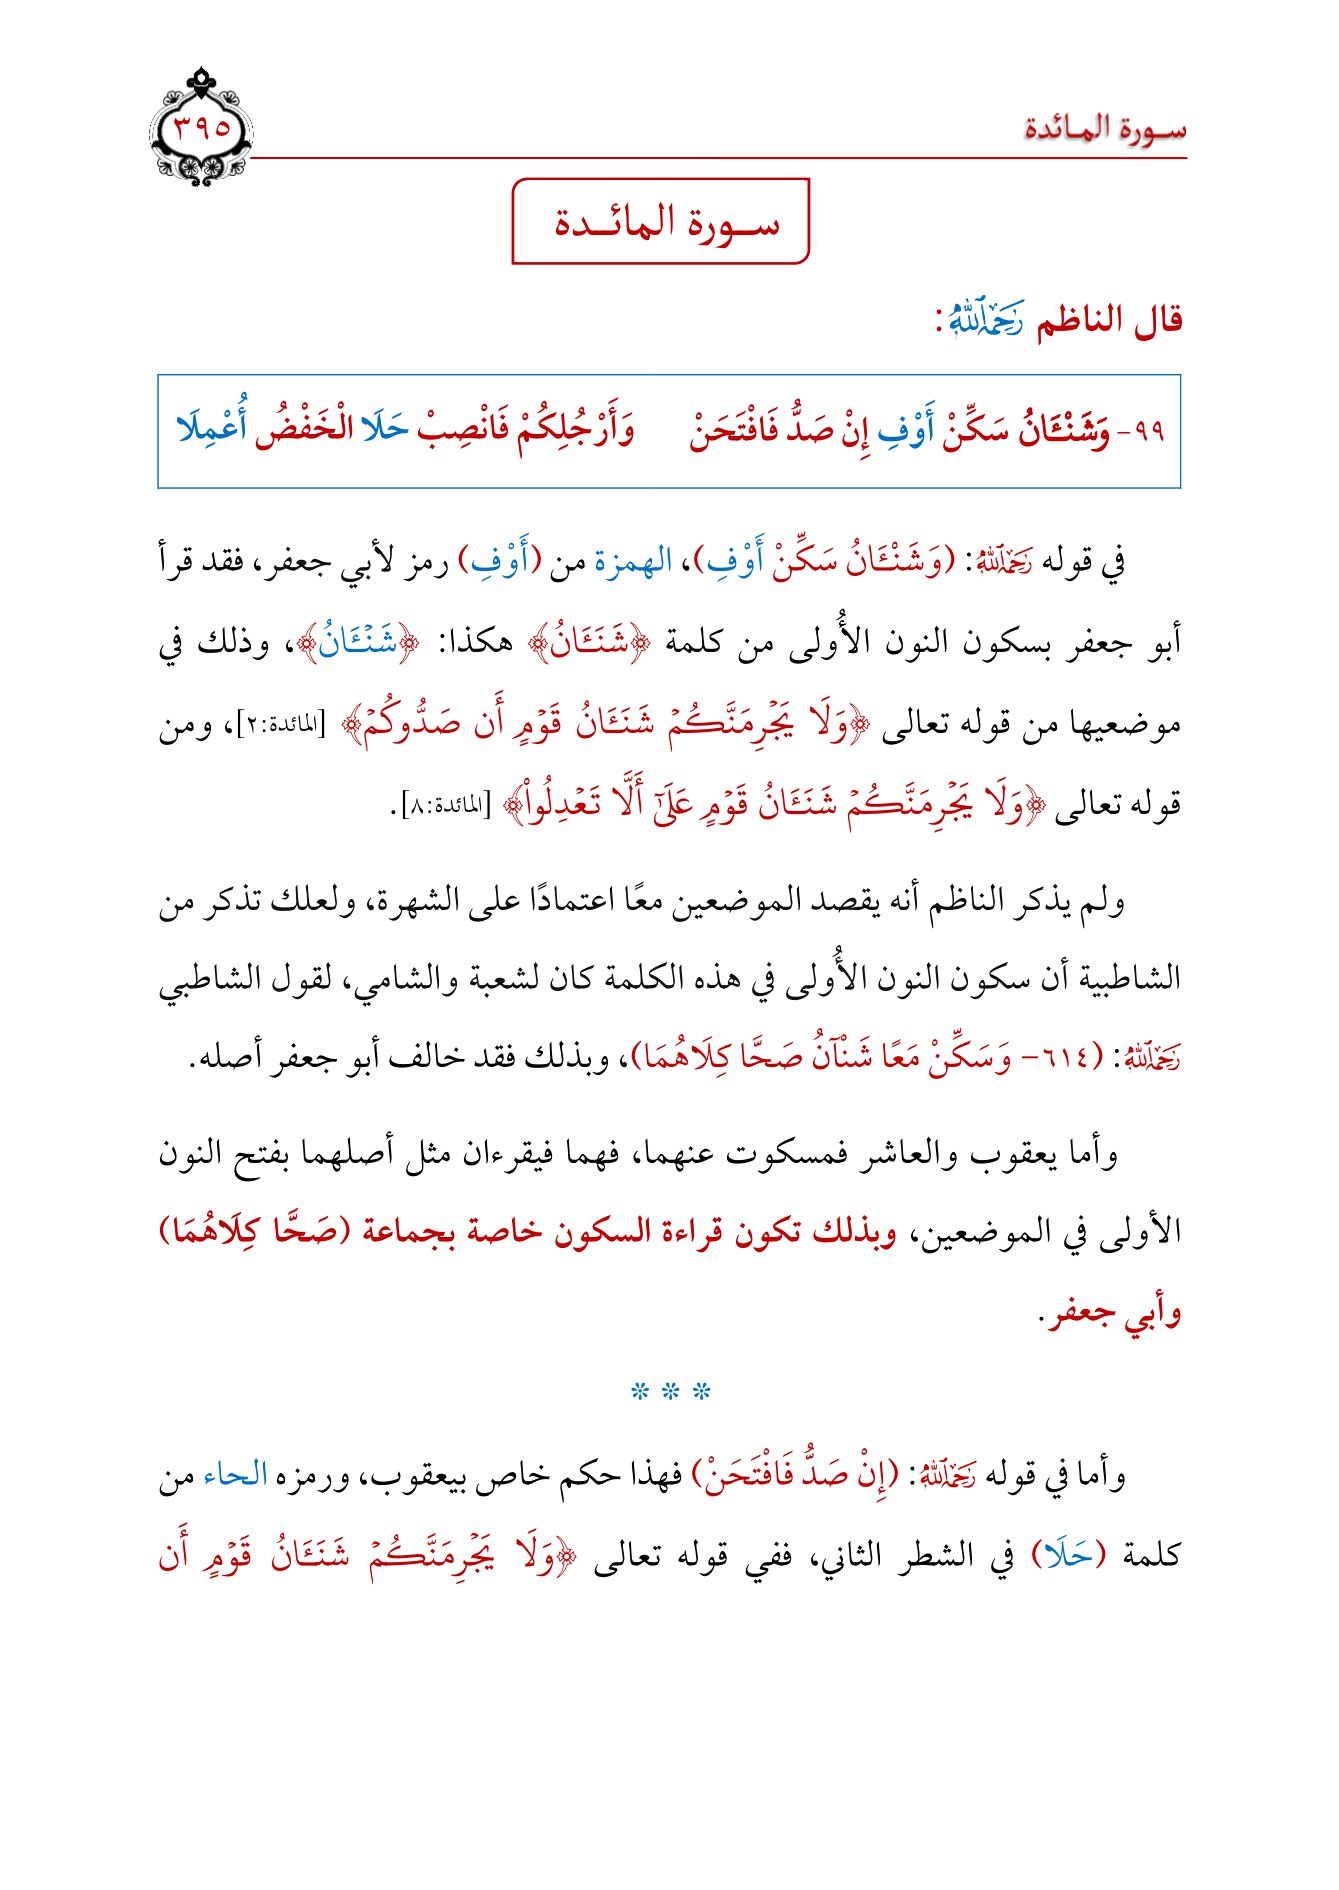 سورة المائدة
٣٩٥
سورة المائدة
قال الناظم رَحِمَهُ ٱللَّهُ:
٩٩- وَشَنْـَٔانُ سَكِّنْ أَوْفِ إِنْ صَدُّ فَافْتَحَنْ وَأَرْجُلِكُمْ فَانْصِبْ حَلَا الْخَفْضُ أُعْمِلَا
في قوله رَحِمَهُ ٱللَّهُ: (وَشَنْـَٔانُ سَكِّنْ أَوْفِ)، الهمزة من (أَوْفِ) رمز لأبي جعفر، فقد قرأ
أبو جعفر بسكون النون الأُولى من كلمة ﴿شَنَـَٔانُ﴾ هكذا: ﴿شَنْـَٔانُ﴾، وذلك في
موضعيها من قوله تعالى ﴿وَلَا يَجْرِمَنَّكُمْ شَنَـَٔانُ قَوْمٍ أَن صَدُّوكُمْ﴾ [المائدة:٢]، ومن
قوله تعالى ﴿وَلَا يَجْرِمَنَّكُمْ شَنَـَٔانُ قَوْمٍ عَلَىٰٓ أَلَّا تَعْدِلُوا۟﴾ [المائدة:٨].
ولم يذكر الناظم أنه يقصد الموضعين معًا اعتمادًا على الشهرة، ولعلك تذكر من
الشاطبية أن سكون النون الأُولى في هذه الكلمة كان لشعبة والشامي، لقول الشاطبي
رَحِمَهُ ٱللَّهُ: (٦١٤- وَسَكِّنْ مَعًا شَنْآنُ صَحَّا كِلَاهُمَا)، وبذلك فقد خالف أبو جعفر أصله.
وأما يعقوب والعاشر فمسكوت عنهما، فهما فيقرءان مثل أصلهما بفتح النون
الأولى في الموضعين، وبذلك تكون قراءة السكون خاصة بجماعة (صَحَّا كِلَاهُمَا)
وأبي جعفر.
* * *
وأما في قوله رَحِمَهُ ٱللَّهُ: (إِنْ صَدُّ فَافْتَحَنْ) فهذا حكم خاص بيعقوب، ورمزه الحاء من
كلمة (حَلَا) في الشطر الثاني، ففي قوله تعالى ﴿وَلَا يَجْرِمَنَّكُمْ شَنَـَٔانُ قَوْمٍ أَن